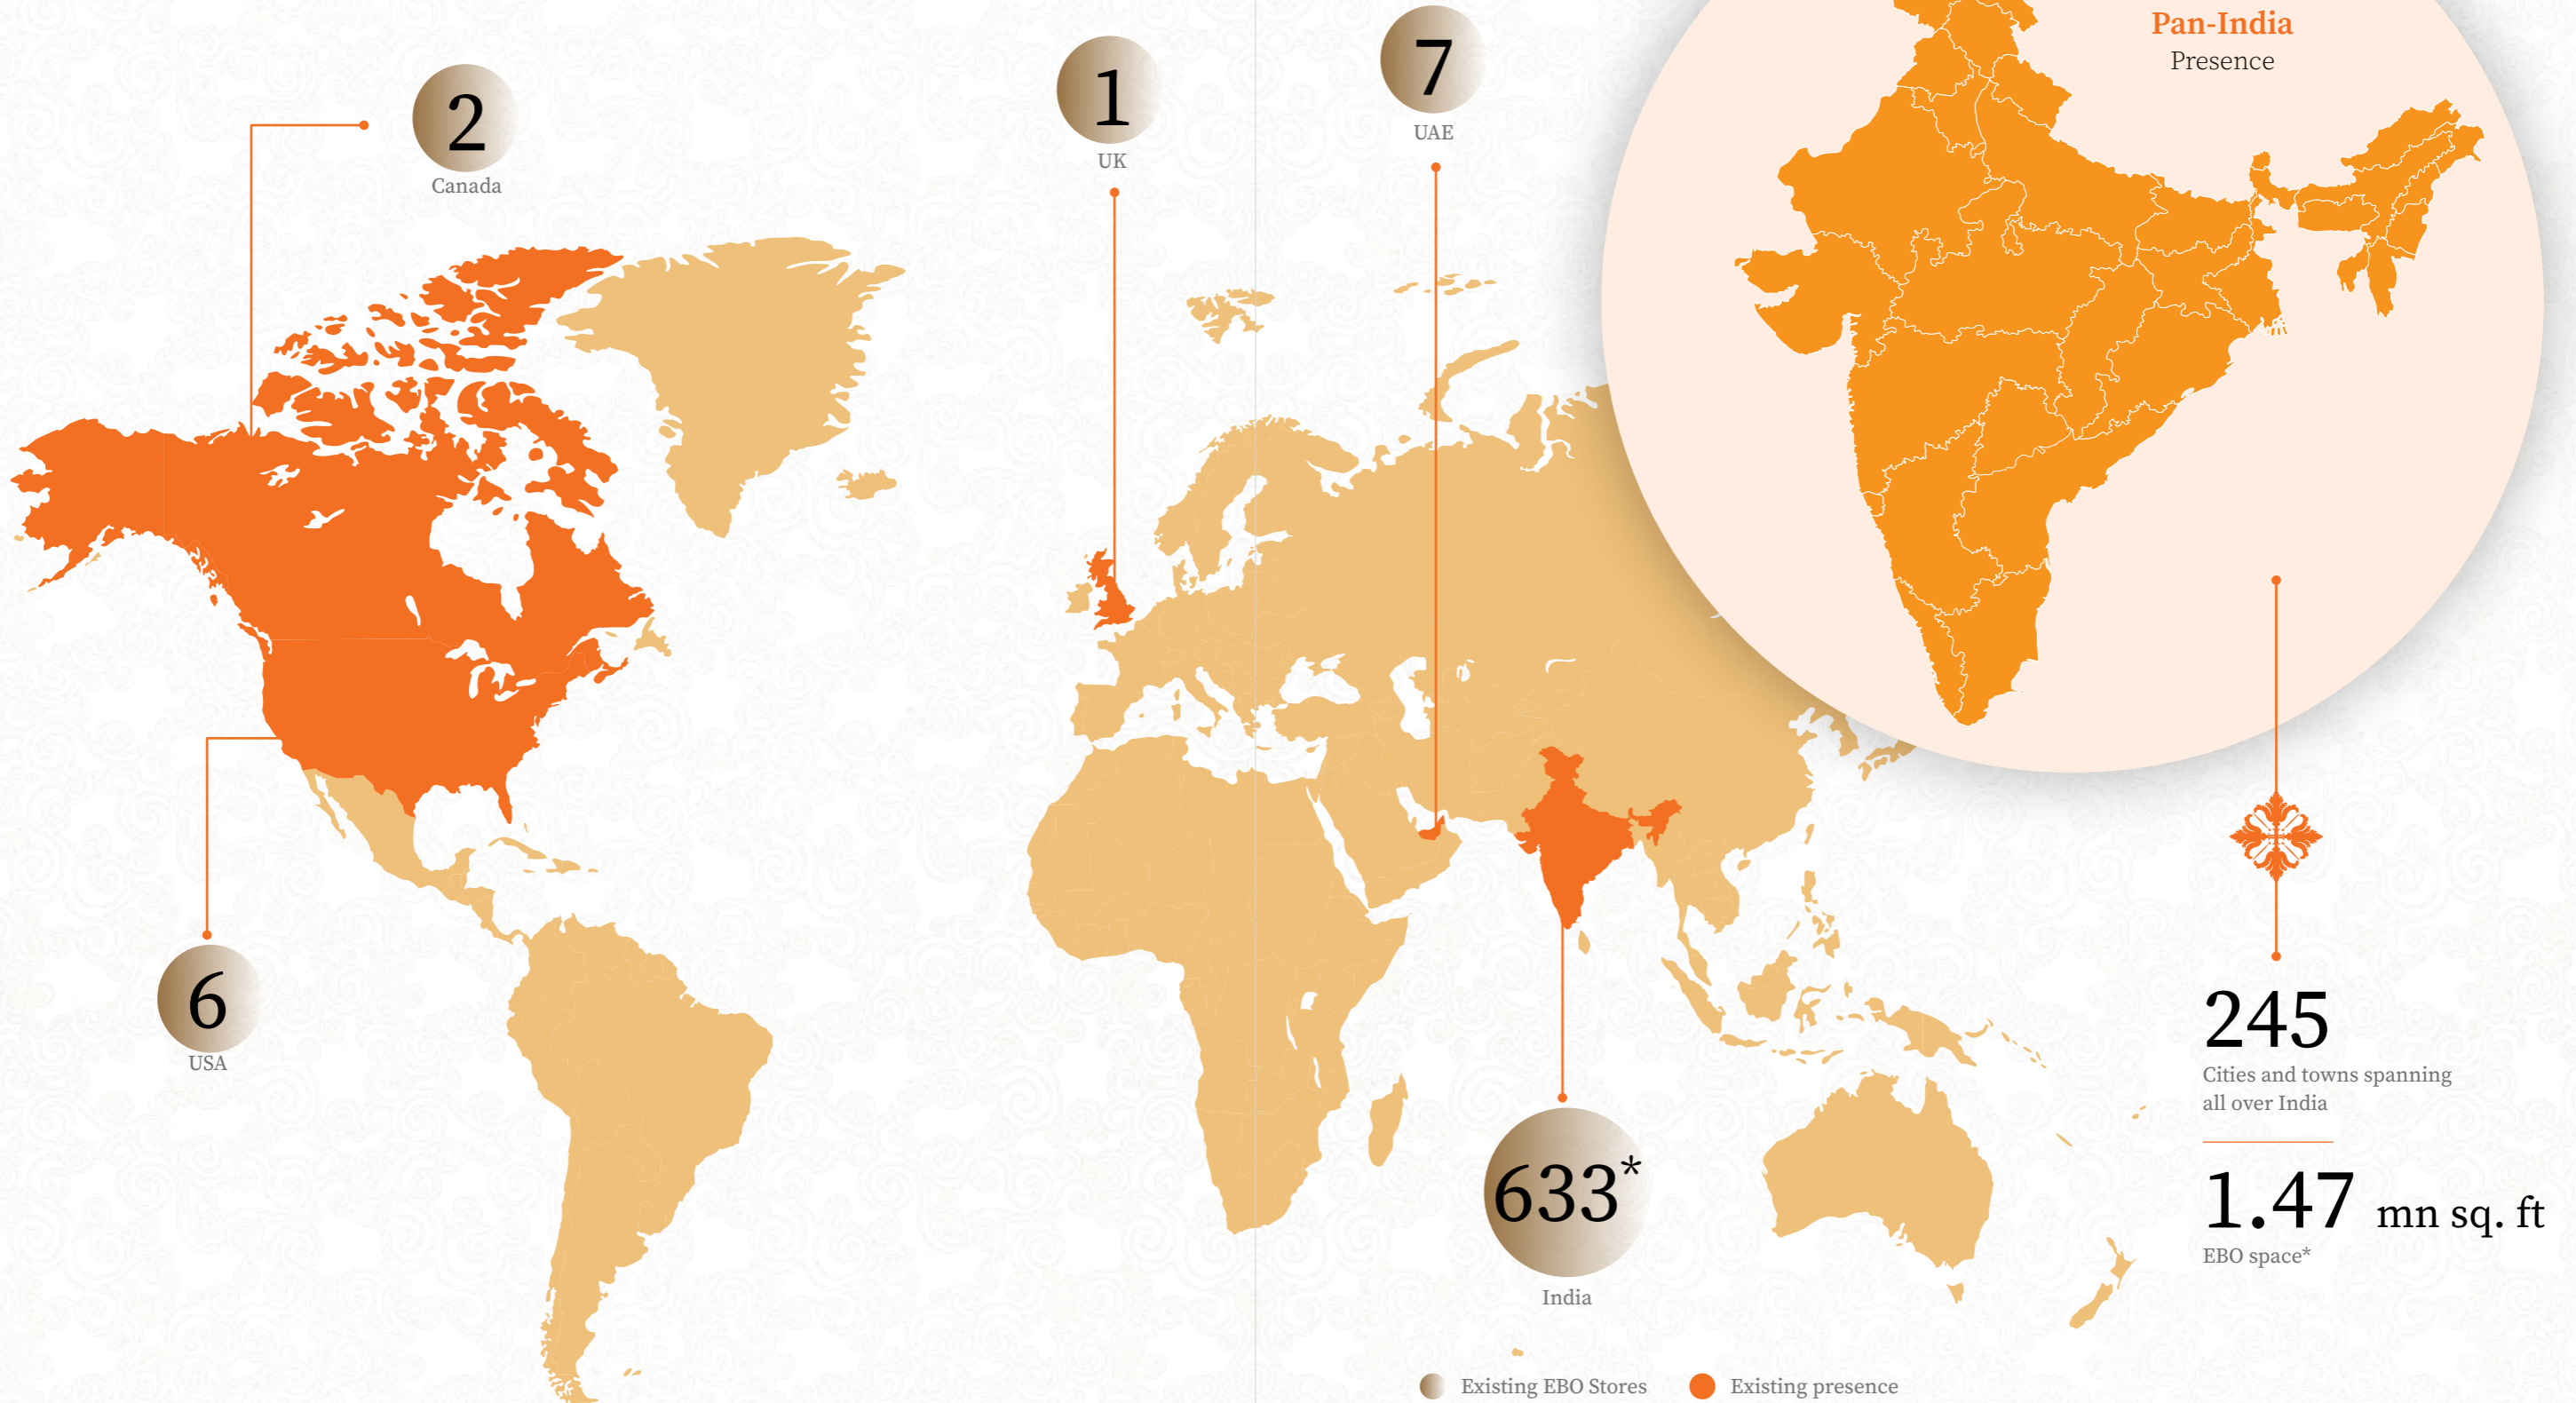 2
Canada
1
UK
7
UAE
Pan-India
Presence
6
USA
633*
India
245
Cities and towns spanning
all over India
1.47 mn sq. ft
EBO space*
Existing EBO Stores
Existing presence